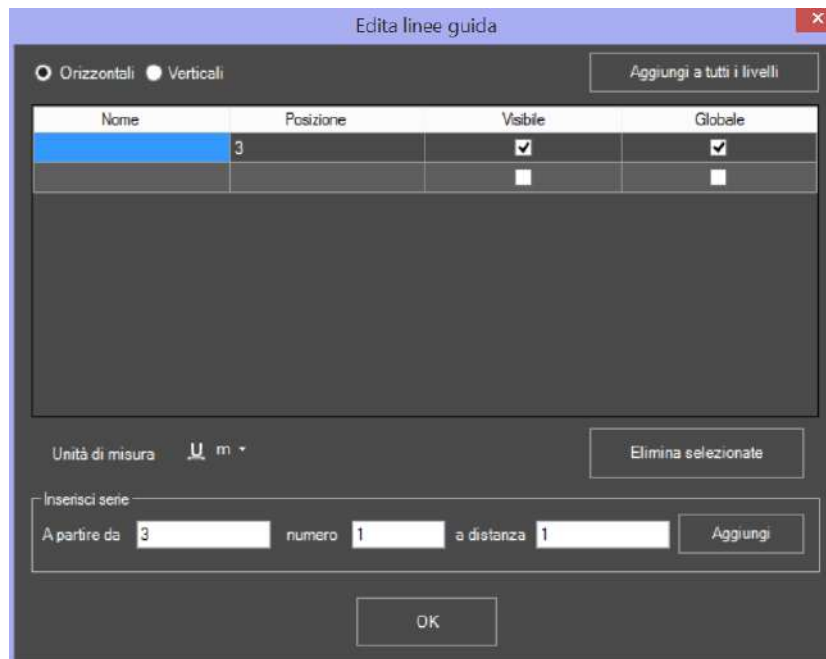 Edita linee guida
Orizzontali Verticali Aggiungi a tutti i livelli
Nome Posizione Visibile Globale
3
Unità di misura U m Elimina selezionate
Inserisci serie
A partire da 3 numero 1 a distanza 1 Aggiungi
OK